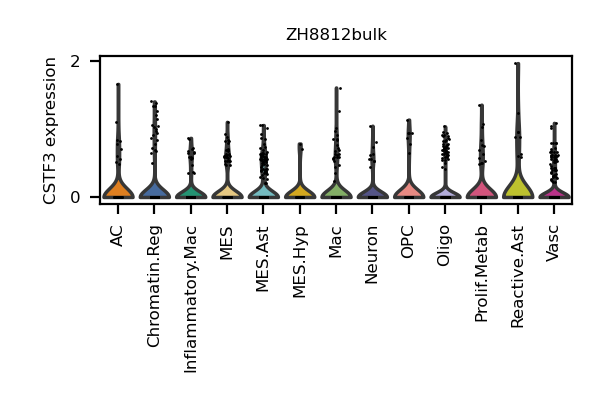 ZH8812bulk
CSTF3 expression
2
0
AC
Chromatin.Reg
Inflammatory.Mac
MES
MES.Ast
MES.Hyp
Mac
Neuron
OPC
Oligo
Prolif.Metab
Reactive.Ast
Vasc